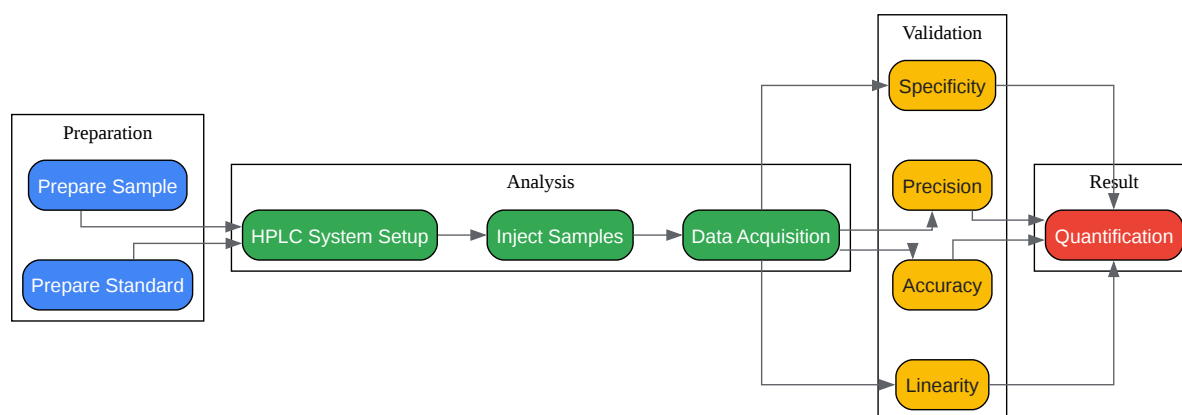 Preparation
Prepare Sample
Prepare Standard
Analysis
HPLC System Setup
Inject Samples
Data Acquisition
Validation
Specificity
Precision
Accuracy
Linearity
Result
Quantification